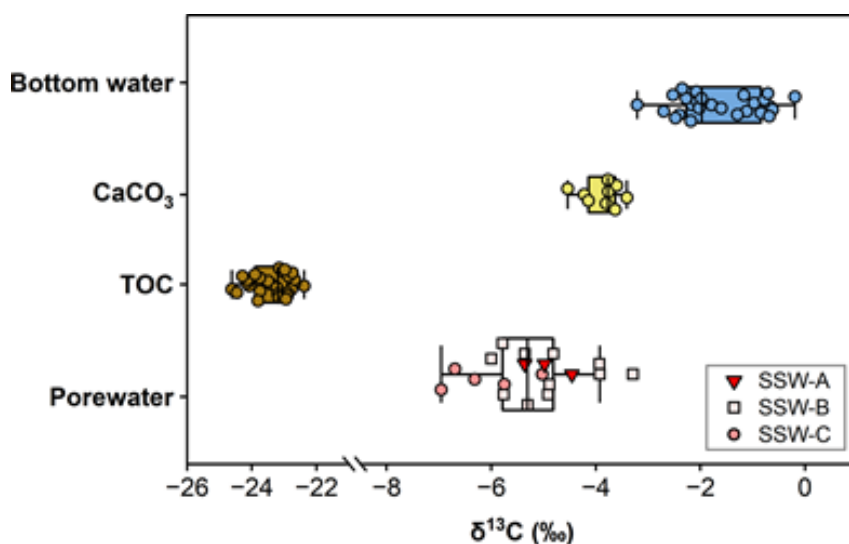 Bottom water
CaCO₃
TOC
Porewater
SSW-A
SSW-B
SSW-C
−26 −24 −22 −8 −6 −4 −2 0
δ¹³C (‰)